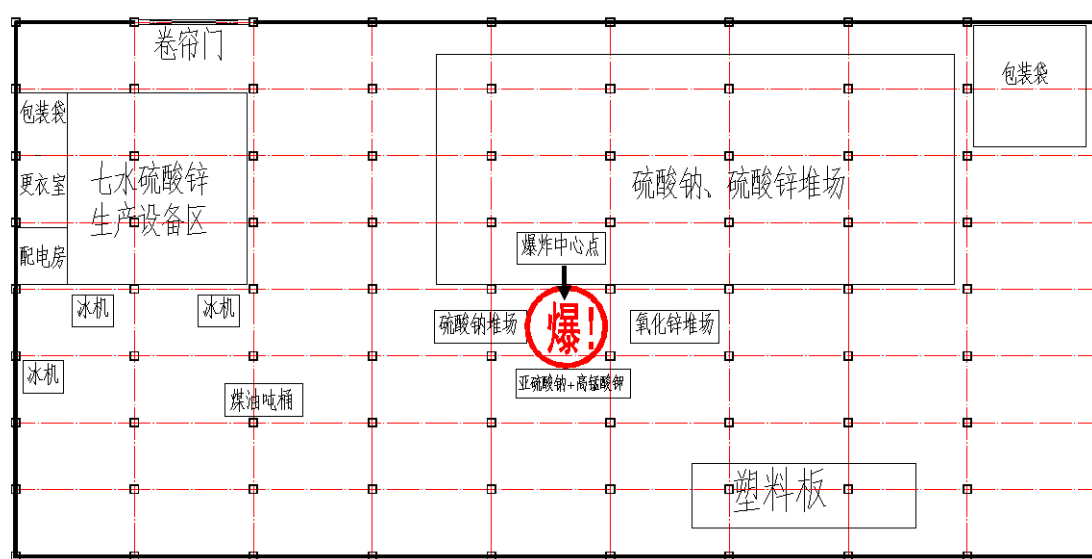 卷帘门
包装袋
包装袋
七水硫酸锌
生产设备区
更衣室
硫酸钠、硫酸锌堆场
配电房
爆炸中心点
冰机
冰机
硫酸钠堆场
爆!
氧化锌堆场
冰机
亚硫酸钠+高锰酸钾
煤油吨桶
塑料板